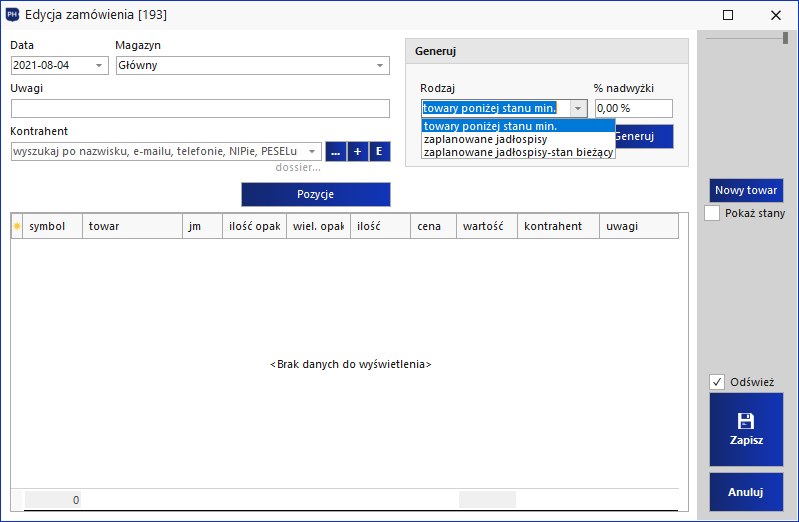 PH Edycja zamówienia [193]
Data
Magazyn
2021-08-04
Główny
Uwagi
Kontrahent
wyszukaj po nazwisku, e-mailu, telefonie, NIPie, PESELu
...
+
E
dossier...
Pozycje
Generuj
Rodzaj
% nadwyżki
towary poniżej stanu min.
0,00 %
towary poniżej stanu min.
zaplanowane jadłospisy
zaplanowane jadłospisy-stan bieżący
Generuj
Nowy towar
Pokaż stany
symbol
towar
jm
ilość opak
wiel. opak
ilość
cena
wartość
kontrahent
uwagi
<Brak danych do wyświetlenia>
0
Odśwież
Zapisz
Anuluj